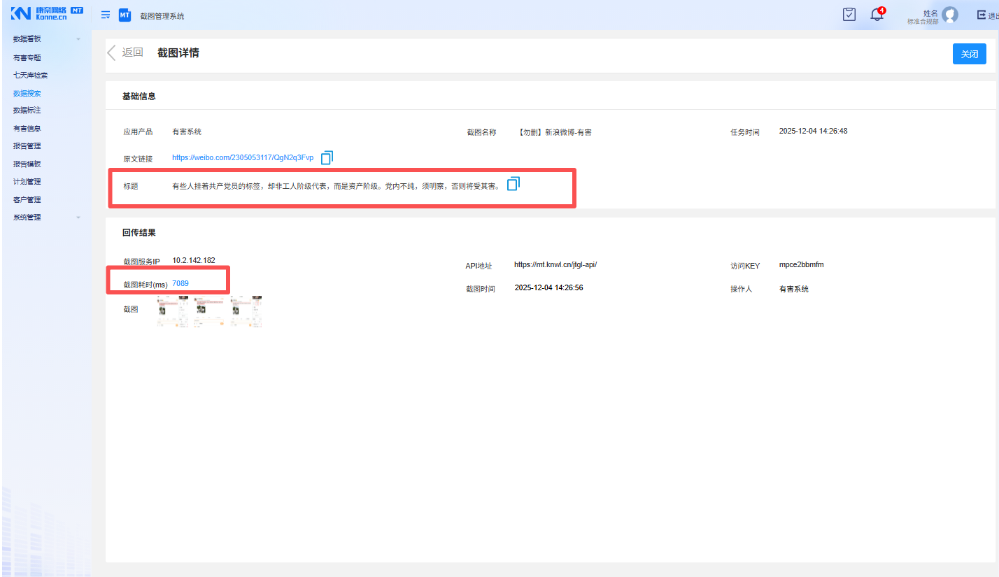 康奈网络 MT
Konne.cn
MT 截图管理系统
4
姓名
标准合规部
退出
数据看板
有害专题
七天库检索
数据搜索
数据标注
有害信息
报告管理
报告模板
计划管理
客户管理
系统管理
返回 截图详情
关闭
基础信息
应用产品 有害系统 截图名称 【勿删】新浪微博-有害 任务时间 2025-12-04 14:26:48
原文链接 https://weibo.com/2305053117/QgN2q3Fvp
标题 有些人挂着共产党员的标签，却非工人阶级代表，而是资产阶级。党内不纯，须明察，否则将受其害。
回传结果
截图服务IP 10.2.142.182 API地址 https://mt.knwl.cn/jtgl-api/ 访问KEY mpce2bbmfm
截图耗时(ms) 7089 截图时间 2025-12-04 14:26:56 操作人 有害系统
截图